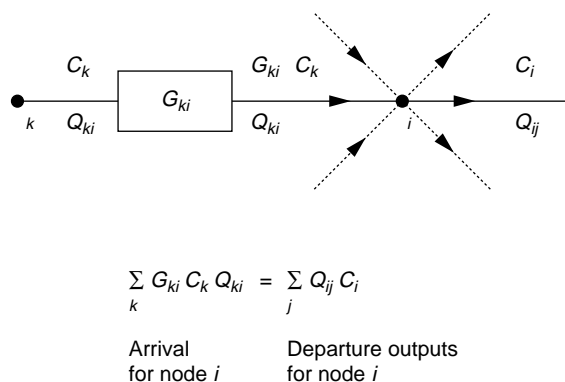 C_k G_ki C_k C_i
G_ki
k Q_ki Q_ki i Q_ij
∑ G_ki C_k Q_ki = ∑ Q_ij C_i
k j
Arrival Departure outputs
for node i for node i